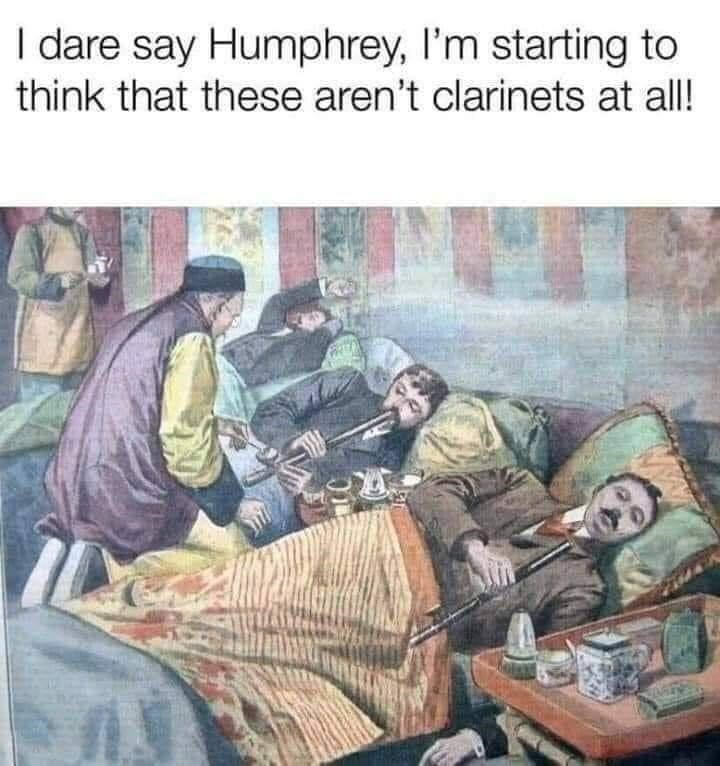 I dare say Humphrey, I’m starting to
think that these aren’t clarinets at all!